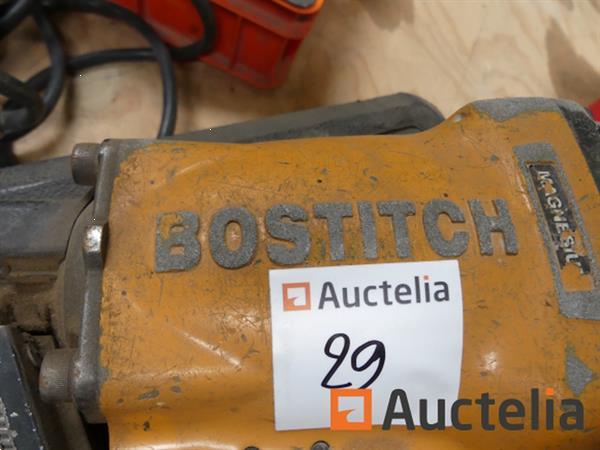 BOSTITCH
MAGNESIUM
Auctelia
29
Auctelia